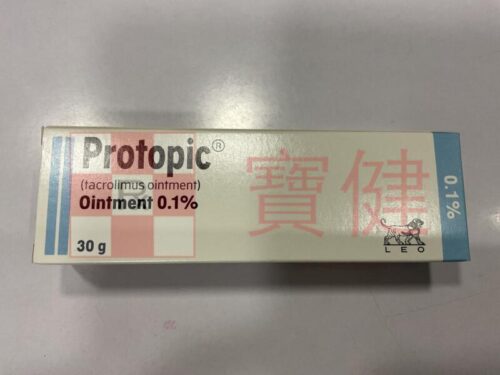 Protopic®
(tacrolimus ointment)
Ointment 0.1%
30 g
寶健
R
0.1%
LEO